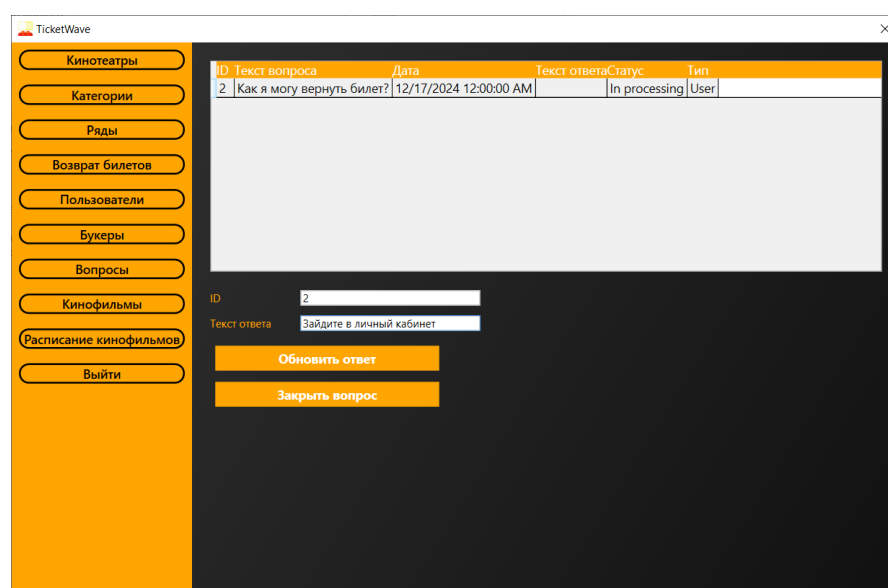 TicketWave
Кинотеатры
Категории
Ряды
Возврат билетов
Пользователи
Букеры
Вопросы
Кинофильмы
Расписание кинофильмов
Выйти
ID Текст вопроса Дата Текст ответа Статус Тип
2 Как я могу вернуть билет? 12/17/2024 12:00:00 AM In processing User
ID 2
Текст ответа Зайдите в личный кабинет
Обновить ответ
Закрыть вопрос